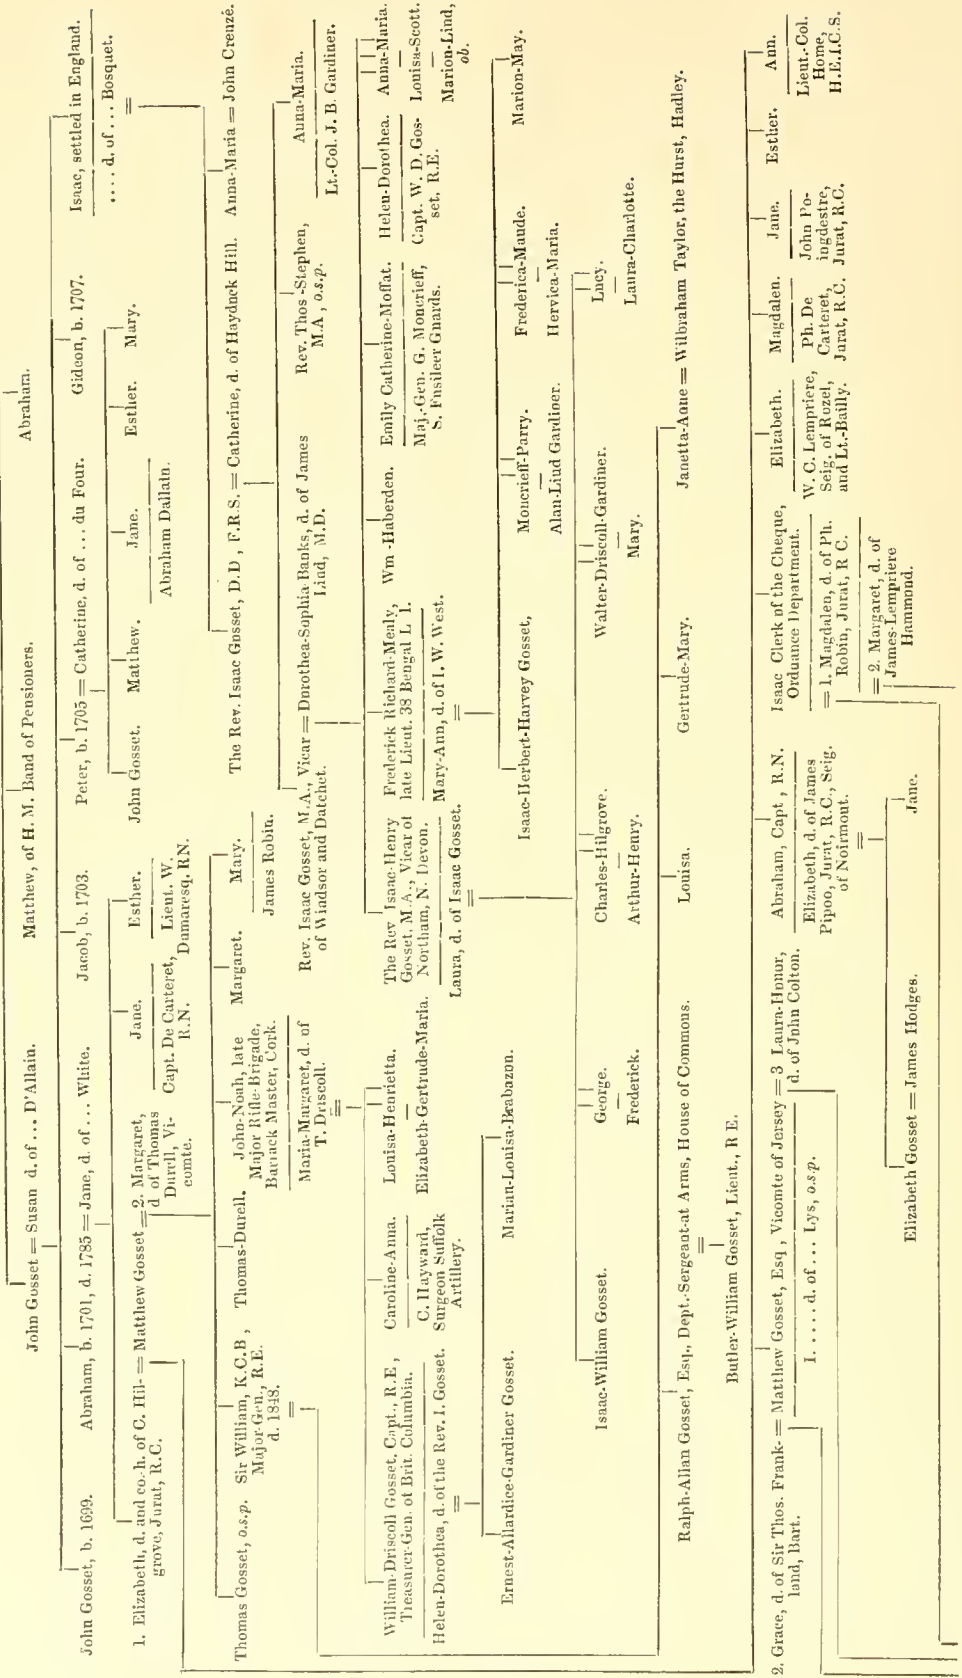 John Gosset = Susan d. of ... D'Allain.
Matthew, of H. M. Band of Pensioners.
Abraham.
Isaac, settled in England.
.... d. of ... Bosquet.
John Gosset, b. 1699.
Abraham, b. 1701, d. 1785 = Jane, d. of ... White.
Jacob, b. 1703.
Peter, b. 1705 = Catherine, d. of ... du Four.
Gideon, b. 1707.
1. Elizabeth, d. and co.-h. of C. Hil-
grove, Jurat, R.C.
= Matthew Gosset =
2. Margaret,
d. of Thomas
Durell, Vi-
comte.
Jane.
Capt. De Carteret,
R.N.
Esther.
Lieut. W.
Dumaresq, RN.
John Gosset.
Matthew.
Jane.
Abraham Dallain.
Esther.
Mary.
Thomas Gosset, o.s.p.
Sir William, K.C.B,
Major-Gen., R.E.
d. 1848.
Thomas-Durell.
John-Noah, late
Major Rifle-Brigade,
Barrack Master, Cork.
Maria-Margaret, d. of
T. Driscoll.
Margaret.
Mary.
James Robin.
The Rev. Isaac Gosset, D.D, F.R.S. = Catherine, d. of Haydnck Hill.
Anna-Maria = John Crenzé.
Rev. Isaac Gosset, M.A., Vicar
of Windsor and Datchet.
= Dorothea-Sophia-Banks, d. of James
Lind, M.D.
Rev. Thos-Stephen,
M.A, o.s.p.
Anna-Maria.
Lt.-Col. J. B. Gardiner.
William-Driscoll Gosset, Capt., R.E,
Treasurer-Gen. of Brit. Columbia.
Helen-Dorothea, d. of the Rev. I. Gosset.
Caroline-Anna.
C. Hayward,
Surgeon Suffolk
Artillery.
Louisa-Henrietta.
Elizabeth-Gertrude-Maria.
The Rev Isaac-Henry
Gosset, M.A., Vicar of
Northam, N. Devon.
Laura, d. of Isaac Gosset.
Frederick Richard-Mealy,
late Lieut. 38 Bengal L. I.
Mary-Ann, d. of I. W. West.
Wm -Haberden.
Emily Catherine-Moffat.
Maj.-Gen. G. Moncrieff,
S. Fusileer Guards.
Helen-Dorothea.
Capt. W. D. Gos-
set, R.E.
Anna-Maria.
Louisa-Scott.
Marion-Lind,
ob.
Ernest-Allardice-Gardiner Gosset.
Marian-Louisa-Brabazon.
Isaac-Herbert-Harvey Gosset,
Moncrieff-Parry.
Alan-Lind Gardiner.
Frederica-Maude.
Hervica-Maria.
Marion-May.
Isaac-William Gosset.
George.
Frederick.
Charles-Hilgrove.
Arthur-Henry.
Walter-Driscoll-Gardiner.
Mary.
Lucy.
Laura-Charlotte.
Ralph-Allan Gosset, Esq., Dept.-Sergeant-at Arms, House of Commons.
Louisa.
Gertrude-Mary.
Janetta-Anne = Wilbraham Taylor, the Hurst, Hadley.
Butler-William Gosset, Lieut., R E.
2. Grace, d. of Sir Thos. Frank-
land, Bart.
= Matthew Gosset, Esq, Vicomte of Jersey =
3 Laura-Honor,
d. of John Colton.
1. .... d. of ... Lys, o.s.p.
Abraham, Capt, R.N.
Elizabeth, d. of James
Pipoo, Jurat, R.C., Seig.
of Noirmout.
Isaac Clerk of the Cheque,
Ordnance Department.
= 1. Magdalen, d. of Ph.
Robin, Jurat, R C.
= 2. Margaret, d. of
James-Lempriere
Hammond.
Elizabeth.
W. C. Lempriere,
Seig. of Rozel,
and Lt.-Bailly.
Magdalen.
Ph. De
Carteret,
Jurat, R.C.
Jane.
John Po-
ingdestre,
Jurat, R.C.
Esther.
Ann.
Lieut.-Col.
Home,
H.E.I.C.S.
Elizabeth Gosset = James Hodges.
Jane.